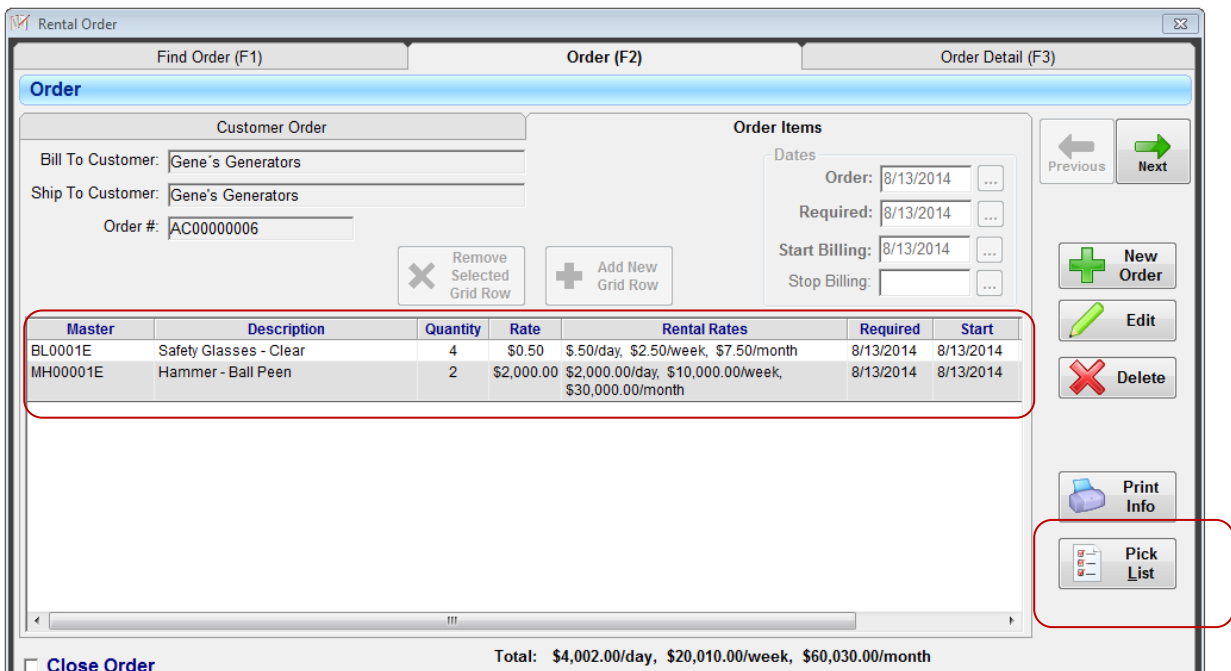 Rental Order
Find Order (F1) Order (F2) Order Detail (F3)
Order
Customer Order Order Items
Bill To Customer: Gene´s Generators
Ship To Customer: Gene's Generators
Order #: AC00000006
Dates
Order: 8/13/2014 ...
Required: 8/13/2014 ...
Start Billing: 8/13/2014 ...
Stop Billing: ...
Previous Next
Remove
Selected
Grid Row
Add New
Grid Row
New
Order
Edit
Delete
Master Description Quantity Rate Rental Rates Required Start
BL0001E Safety Glasses - Clear 4 $0.50 $.50/day, $2.50/week, $7.50/month 8/13/2014 8/13/2014
MH00001E Hammer - Ball Peen 2 $2,000.00 $2,000.00/day, $10,000.00/week, 8/13/2014 8/13/2014
$30,000.00/month
Print
Info
Pick
List
Total: $4,002.00/day, $20,010.00/week, $60,030.00/month
Close Order